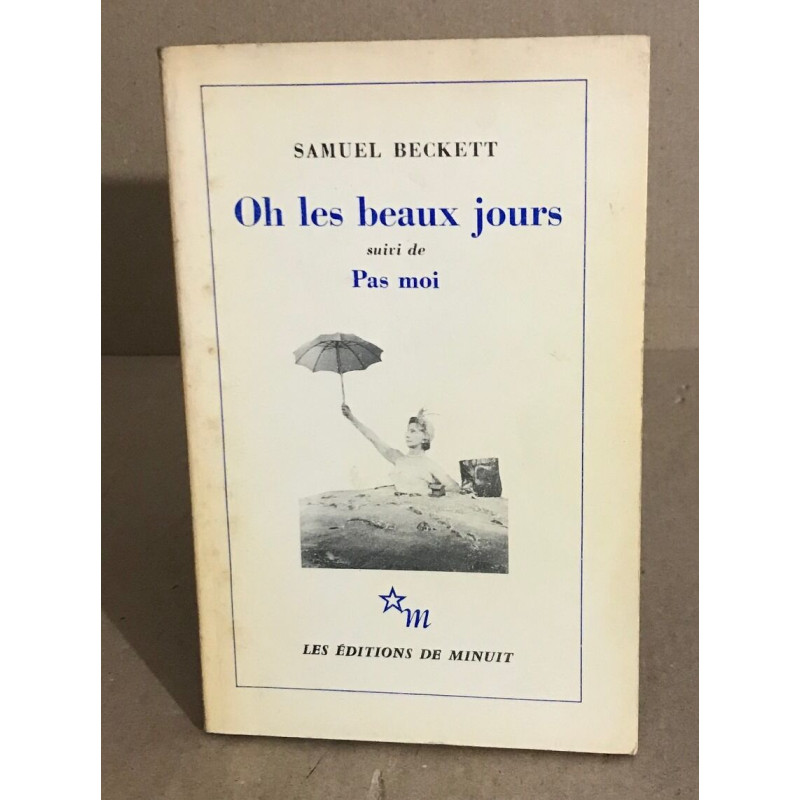 SAMUEL BECKETT
Oh les beaux jours
suivi de
Pas moi
m
LES ÉDITIONS DE MINUIT